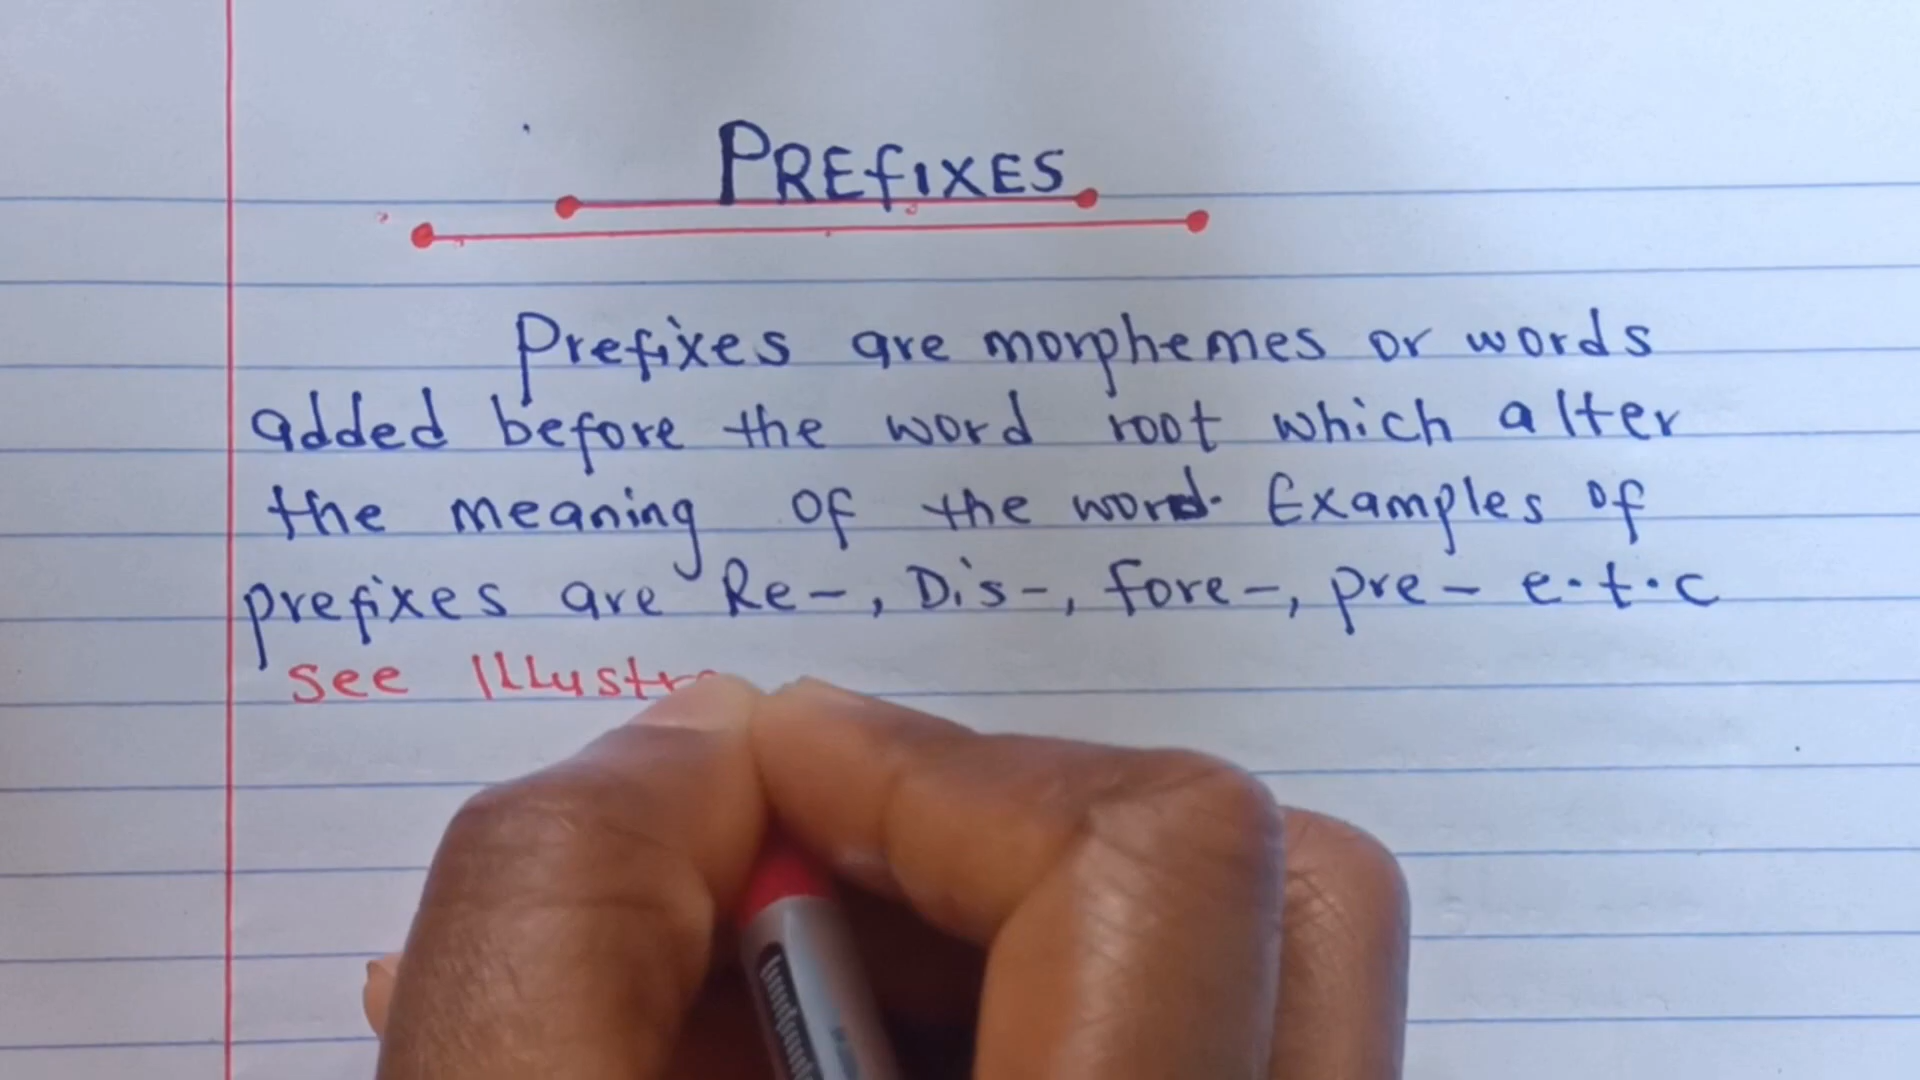 PREfixES
Prefixes are morphemes or words
added before the word root which alter
the meaning of the word. Examples of
prefixes are Re-, Dis-, fore-, pre- e.t.c
See Illustr